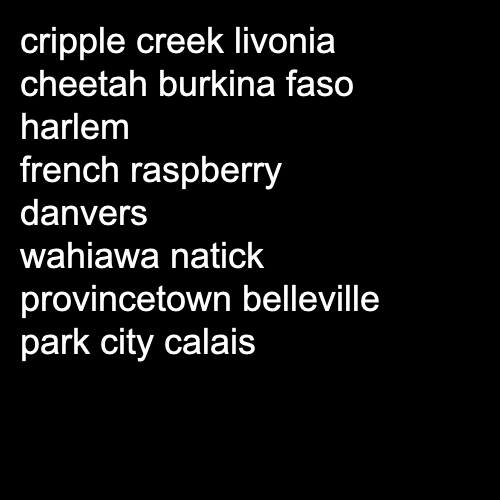 cripple creek livonia
cheetah burkina faso
harlem
french raspberry
danvers
wahiawa natick
provincetown belleville
park city calais